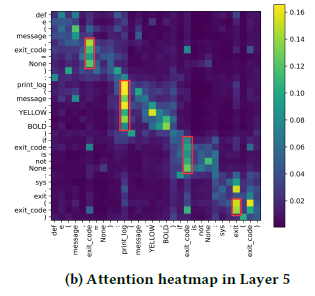 def
e
(
message
,
exit_code
=
None
)
:
print_log
(
message
,
YELLOW
,
BOLD
)
if
exit_code
is
not
None
:
sys
.
exit
(
exit_code
)
def
e
(
message
,
exit_code
=
None
)
:
print_log
(
message
,
YELLOW
,
BOLD
)
if
exit_code
is
not
None
:
sys
.
exit
(
exit_code
)
0.16
0.14
0.12
0.10
0.08
0.06
0.04
0.02
(b) Attention heatmap in Layer 5